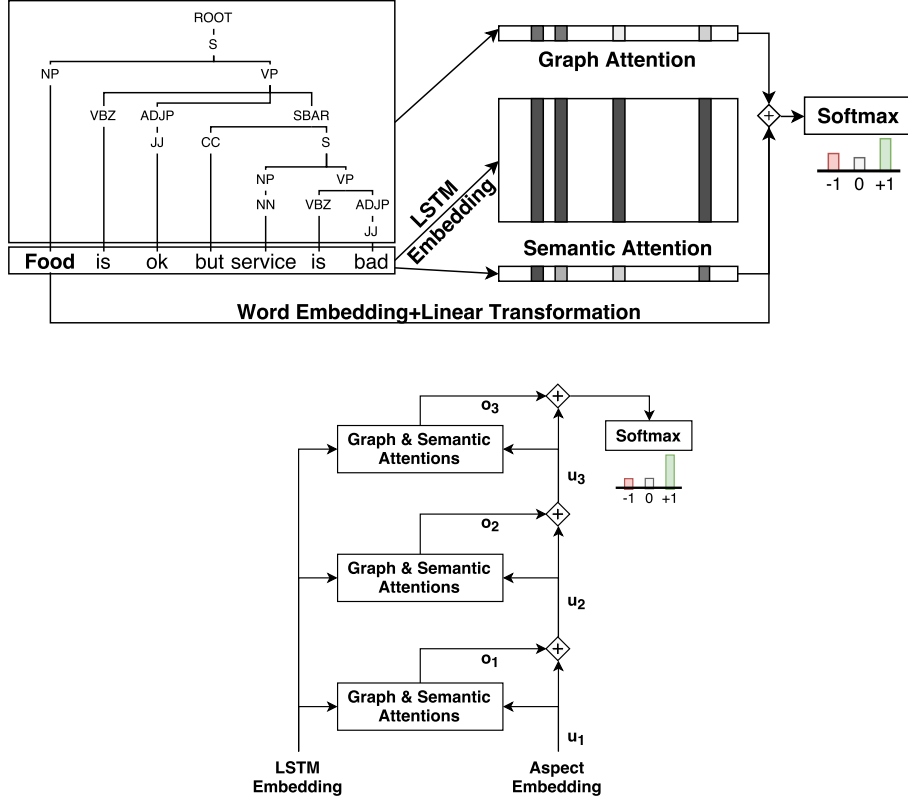 ROOT
S
NP VP
VBZ ADJP SBAR
JJ CC S
NP VP
NN VBZ ADJP
JJ
Food is ok but service is bad
Graph Attention
LSTM
Embedding
Semantic Attention
+
Softmax
-1 0 +1
Word Embedding+Linear Transformation
+
o3
Softmax
Graph & Semantic
Attentions
-1 0 +1
u3
+
o2
Graph & Semantic
Attentions
u2
+
o1
Graph & Semantic
Attentions
u1
LSTM
Embedding
Aspect
Embedding